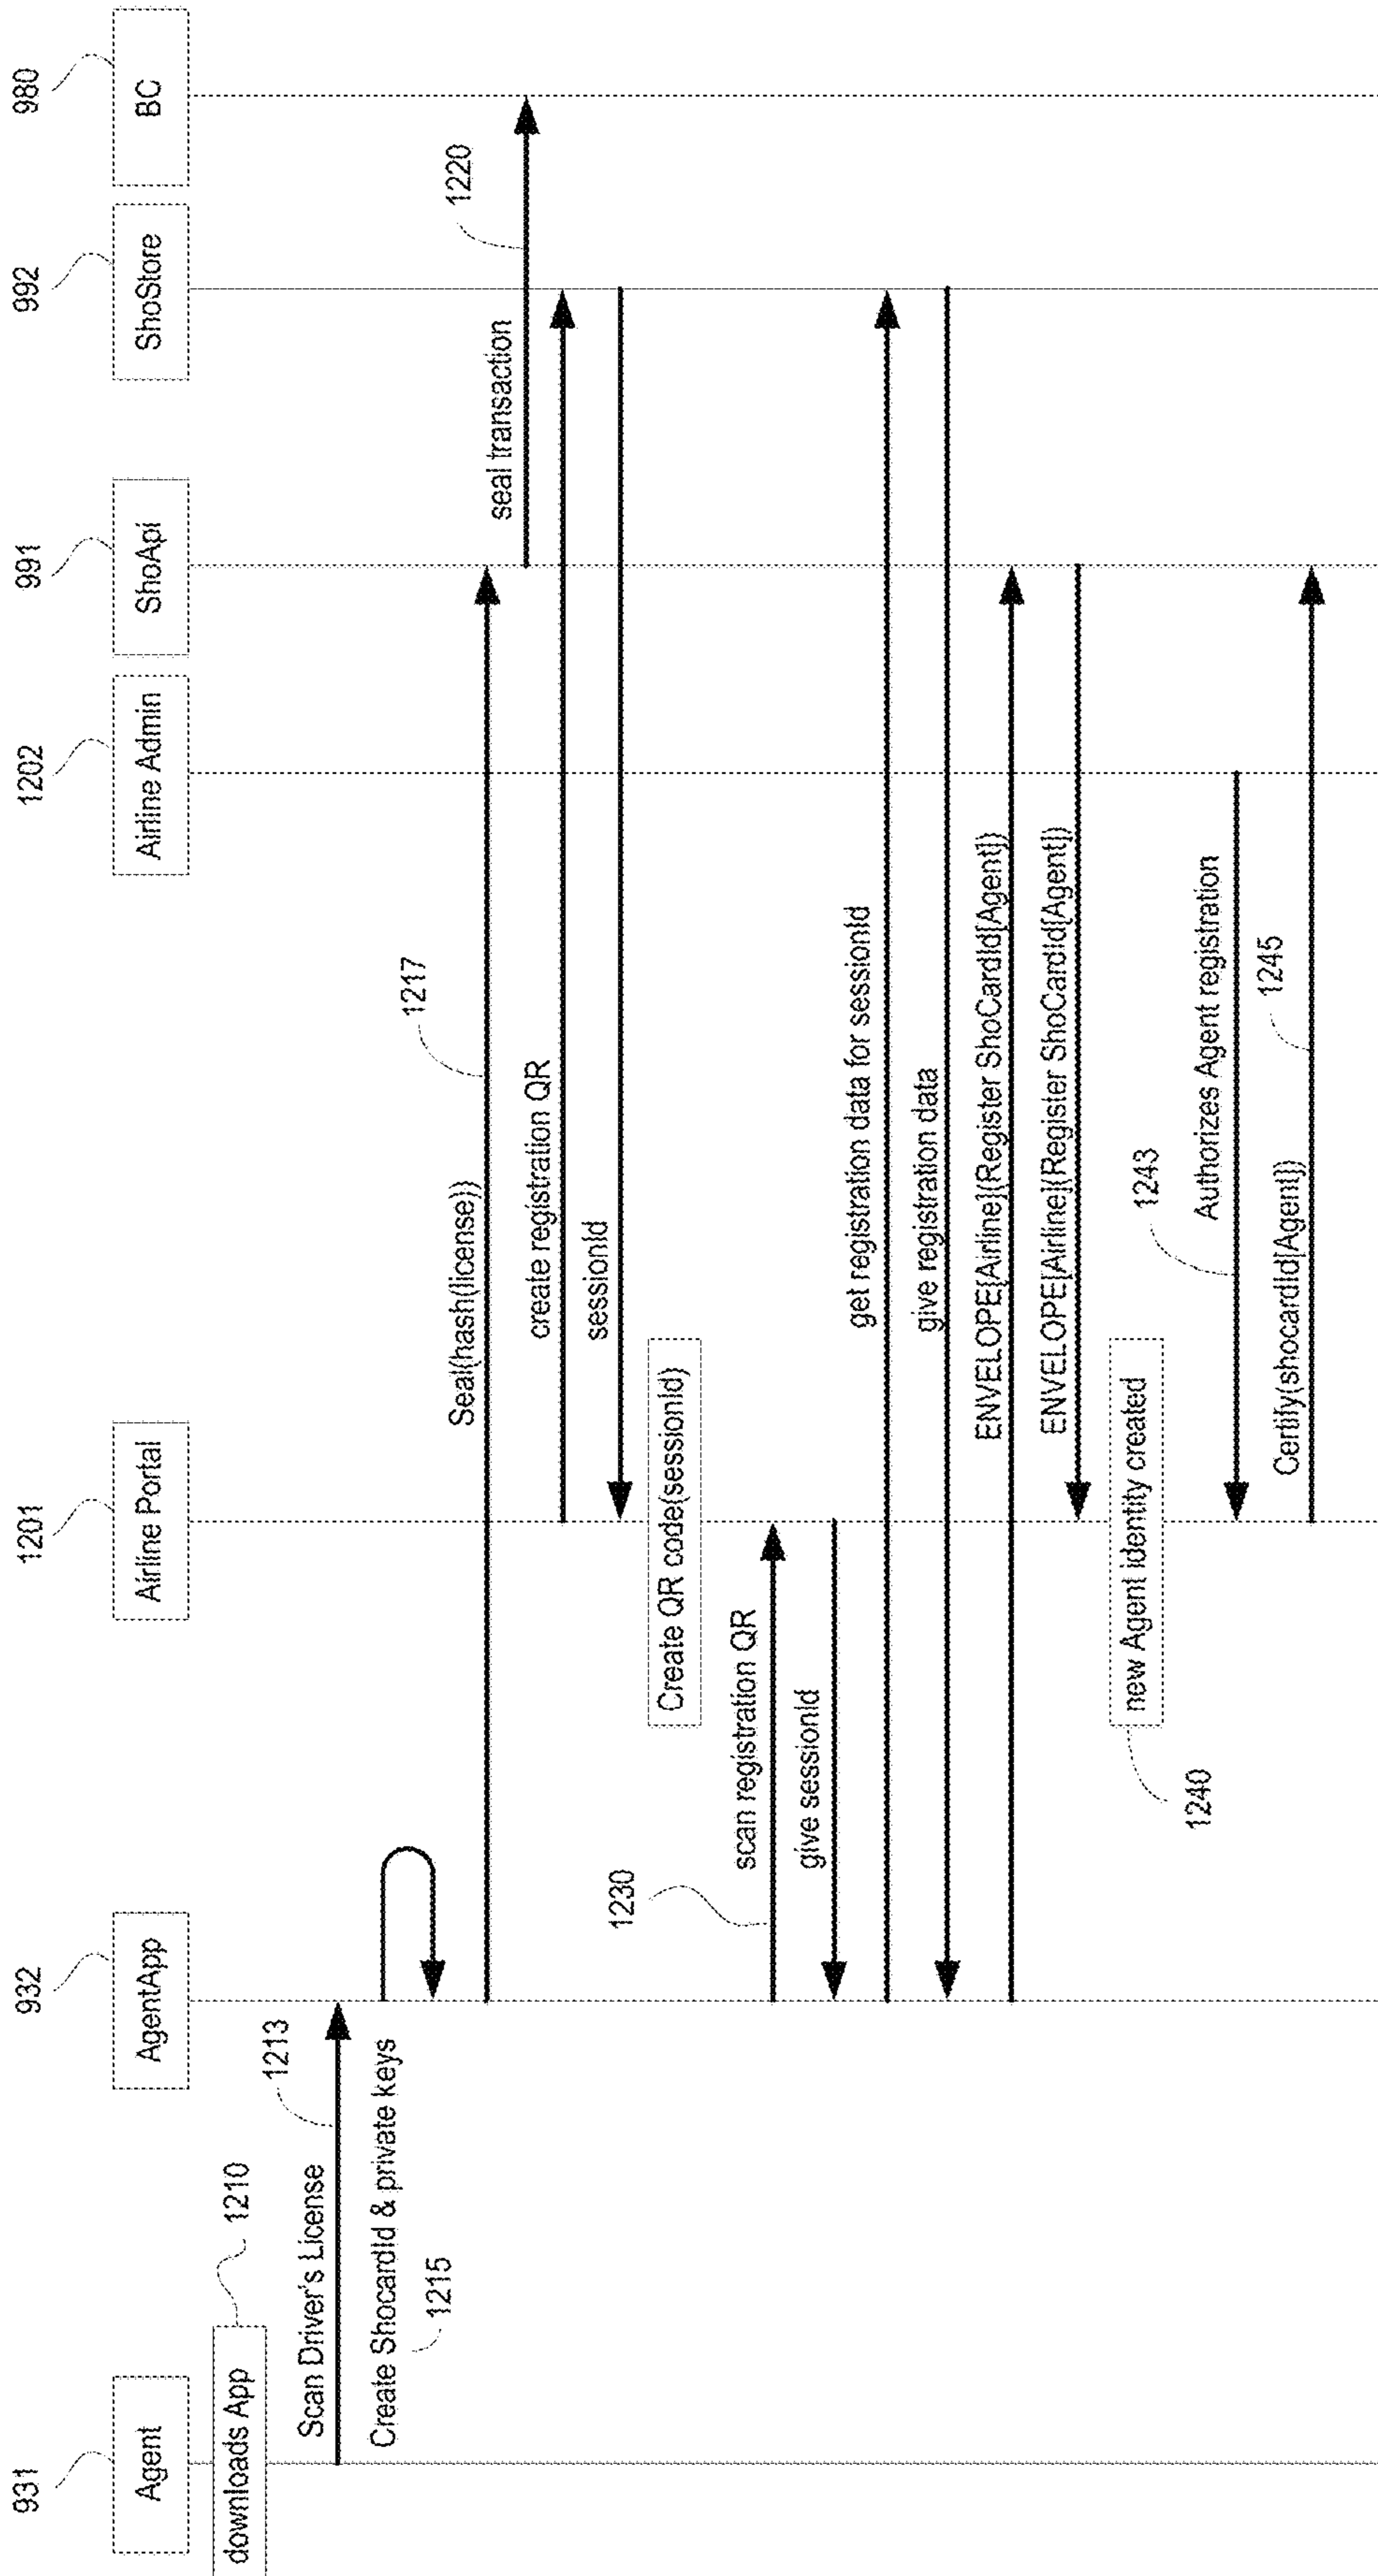 931
932
1201
1202
991
992
980
Agent
AgentApp
Airline Portal
Airline Admin
ShoApi
ShoStore
BC
downloads App
1210
Scan Driver's License
1213
Create ShocardId & private keys
1215
Seal(hash(license))
1217
seal transaction
1220
create registration QR
sessionId
Create QR code(sessionId)
1230
scan registration QR
give sessionId
get registration data for sessionId
give registration data
ENVELOPE[Airline](Register ShoCardId[Agent])
ENVELOPE[Airline](Register ShoCardId[Agent])
new Agent identity created
1240
1243
Authorizes Agent registration
Certify(shocardId[Agent])
1245